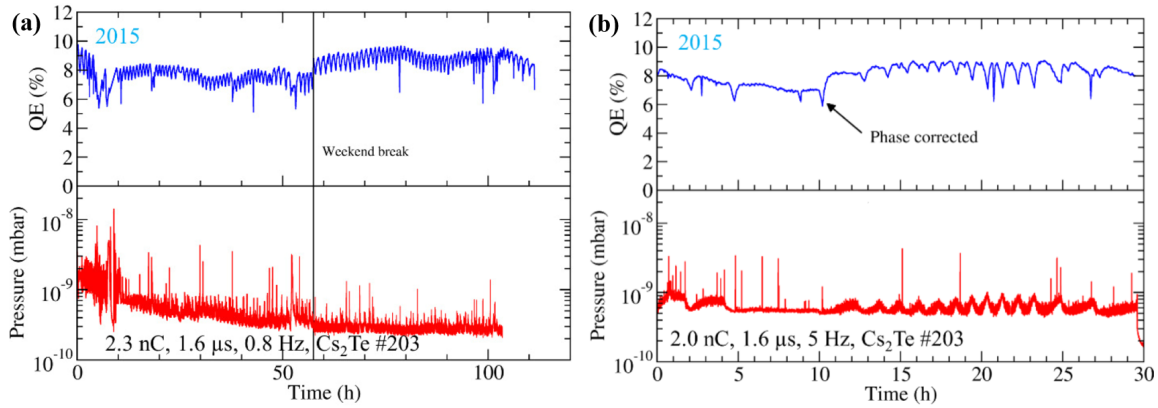 (a)
2015
12
10
8
6
4
2
0
QE (%)
Weekend break
10⁻⁸
10⁻⁹
10⁻¹⁰
Pressure (mbar)
2.3 nC, 1.6 μs, 0.8 Hz, Cs₂Te #203
0 50 100
Time (h)
(b)
2015
12
10
8
6
4
2
0
QE (%)
Phase corrected
10⁻⁸
10⁻⁹
10⁻¹⁰
Pressure (mbar)
2.0 nC, 1.6 μs, 5 Hz, Cs₂Te #203
0 5 10 15 20 25 30
Time (h)